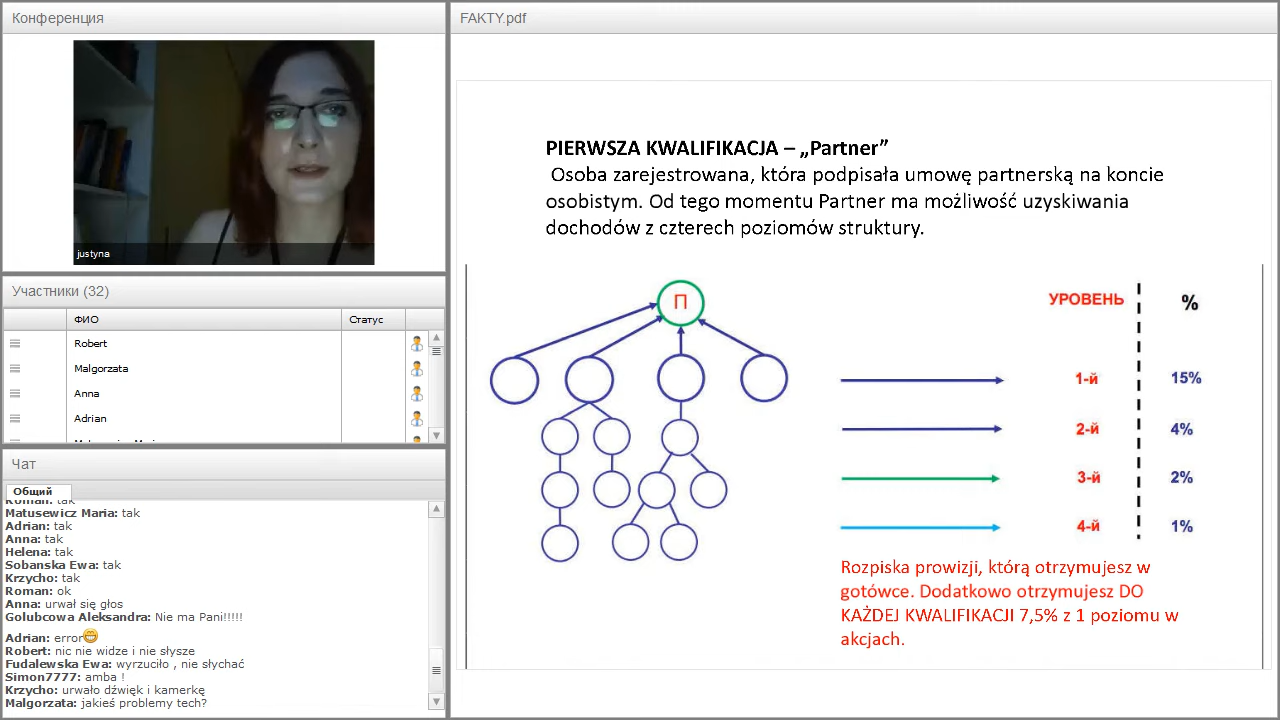 Конференция
justyna
Участники (32)
ФИО
Статус
Robert
Malgorzata
Anna
Adrian
Чат
Общий
Roman: tak
Matusewicz Maria: tak
Adrian: tak
Anna: tak
Helena: tak
Sobanska Ewa: tak
Krzycho: tak
Roman: ok
Anna: urwał się głos
Golubcowa Aleksandra: Nie ma Pani!!!!!
Adrian: error
Robert: nic nie widze i nie słysze
Fudalewska Ewa: wyrzuciło , nie słychać
Simon7777: amba !
Krzycho: urwało dźwięk i kamerkę
Malgorzata: jakieś problemy tech?
FAKTY.pdf
PIERWSZA KWALIFIKACJA – „Partner”
Osoba zarejestrowana, która podpisała umowę partnerską na koncie
osobistym. Od tego momentu Partner ma możliwość uzyskiwania
dochodów z czterech poziomów struktury.
П
УРОВЕНЬ %
1-й 15%
2-й 4%
3-й 2%
4-й 1%
Rozpiska prowizji, którą otrzymujesz w
gotówce. Dodatkowo otrzymujesz DO
KAŻDEJ KWALIFIKACJI 7,5% z 1 poziomu w
akcjach.